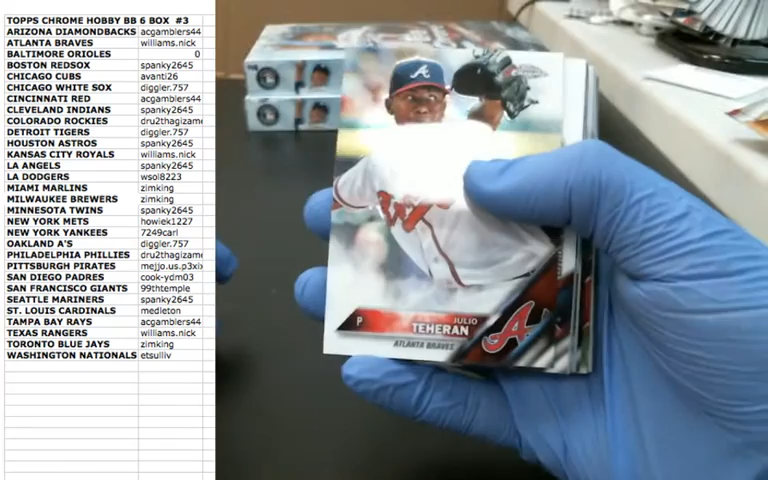 TOPPS CHROME HOBBY BB 6 BOX #3
ARIZONA DIAMONDBACKS acgamblers44
ATLANTA BRAVES williams.nick
BALTIMORE ORIOLES 0
BOSTON REDSOX spanky2645
CHICAGO CUBS avanti26
CHICAGO WHITE SOX diggler.757
CINCINNATI RED acgamblers44
CLEVELAND INDIANS spanky2645
COLORADO ROCKIES dru2thagizame
DETROIT TIGERS diggler.757
HOUSTON ASTROS spanky2645
KANSAS CITY ROYALS williams.nick
LA ANGELS spanky2645
LA DODGERS wsol8223
MIAMI MARLINS zimking
MILWAUKEE BREWERS zimking
MINNESOTA TWINS spanky2645
NEW YORK METS howiek1227
NEW YORK YANKEES 7249carl
OAKLAND A'S diggler.757
PHILADELPHIA PHILLIES dru2thagizame
PITTSBURGH PIRATES mejjo.us.p3xix
SAN DIEGO PADRES cook-ydm03
SAN FRANCISCO GIANTS 99thtemple
SEATTLE MARINERS spanky2645
ST. LOUIS CARDINALS medleton
TAMPA BAY RAYS acgamblers44
TEXAS RANGERS williams.nick
TORONTO BLUE JAYS zimking
WASHINGTON NATIONALS etsulliv
A
P
JULIO
TEHERAN
ATLANTA BRAVES
A